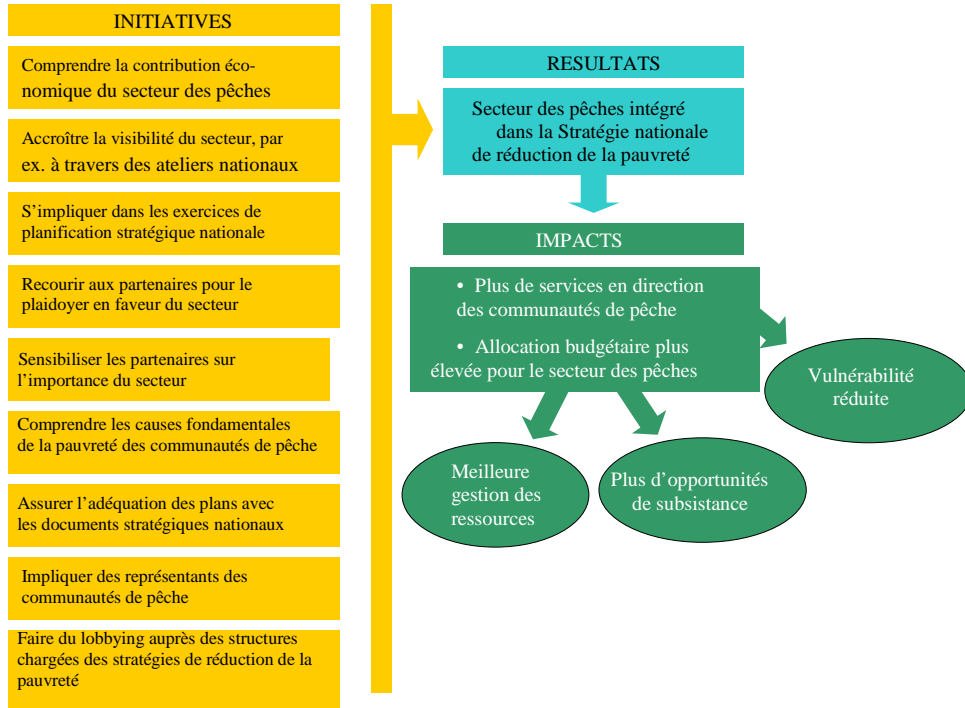 INITIATIVES
Comprendre la contribution éco-
nomique du secteur des pêches
Accroître la visibilité du secteur, par
ex. à travers des ateliers nationaux
S’impliquer dans les exercices de
planification stratégique nationale
Recourir aux partenaires pour le
plaidoyer en faveur du secteur
Sensibiliser les partenaires sur
l’importance du secteur
Comprendre les causes fondamentales
de la pauvreté des communautés de pêche
Assurer l’adéquation des plans avec
les documents stratégiques nationaux
Impliquer des représentants des
communautés de pêche
Faire du lobbying auprès des structures
chargées des stratégies de réduction de la
pauvreté
RESULTATS
Secteur des pêches intégré
dans la Stratégie nationale
de réduction de la pauvreté
IMPACTS
• Plus de services en direction
des communautés de pêche
• Allocation budgétaire plus
élevée pour le secteur des pêches
Vulnérabilité
réduite
Meilleure
gestion des
ressources
Plus d’opportunités
de subsistance